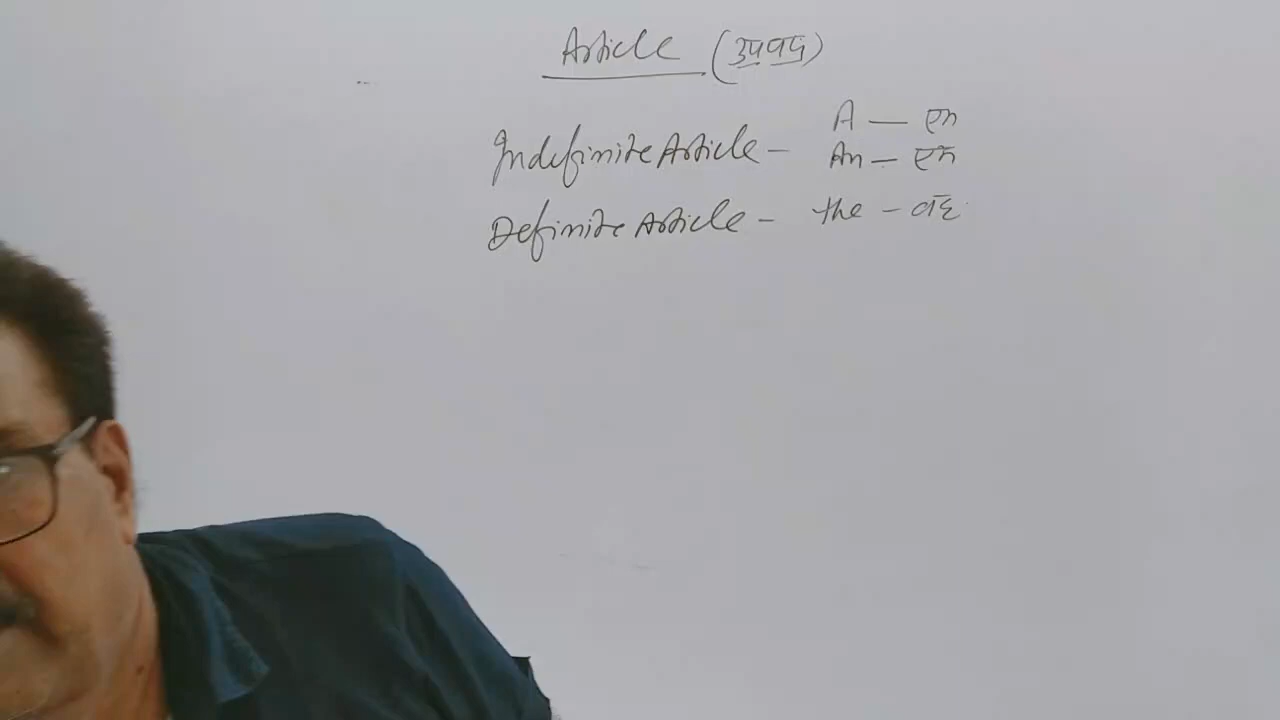 Article (उपपद)
Indefinite Article - A — एक
An — एक
Definite Article - the - वह